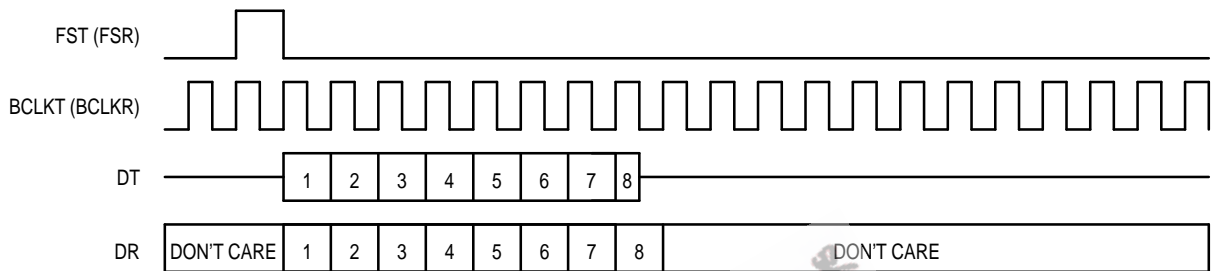 FST (FSR)
BCLKT (BCLKR)
DT 1 2 3 4 5 6 7 8
DR DON'T CARE 1 2 3 4 5 6 7 8 DON'T CARE